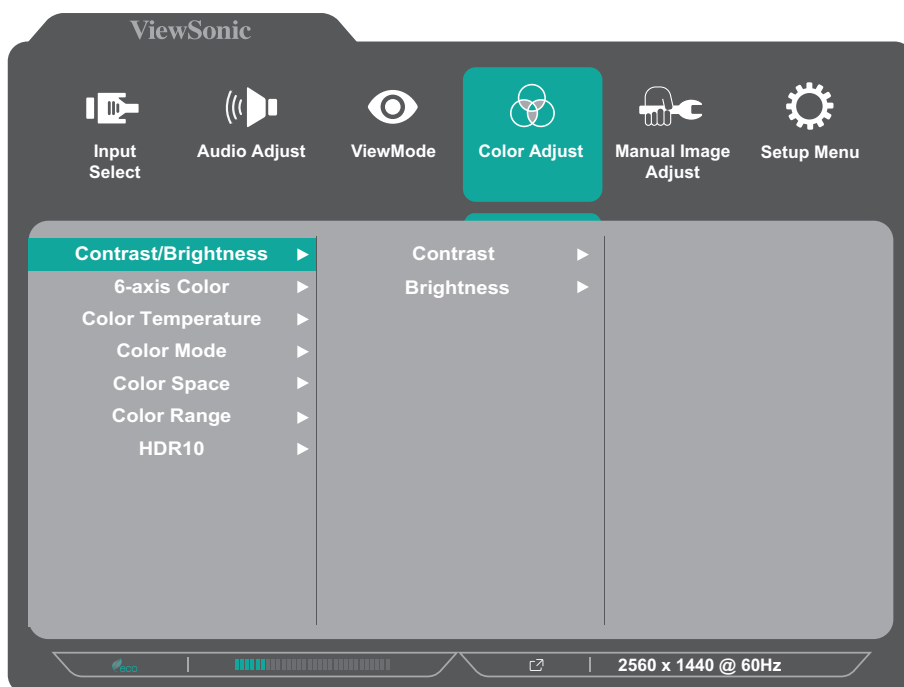 ViewSonic
Input
Select
Audio Adjust
ViewMode
Color Adjust
Manual Image
Adjust
Setup Menu
Contrast/Brightness
6-axis Color
Color Temperature
Color Mode
Color Space
Color Range
HDR10
Contrast
Brightness
eco
2560 x 1440 @ 60Hz